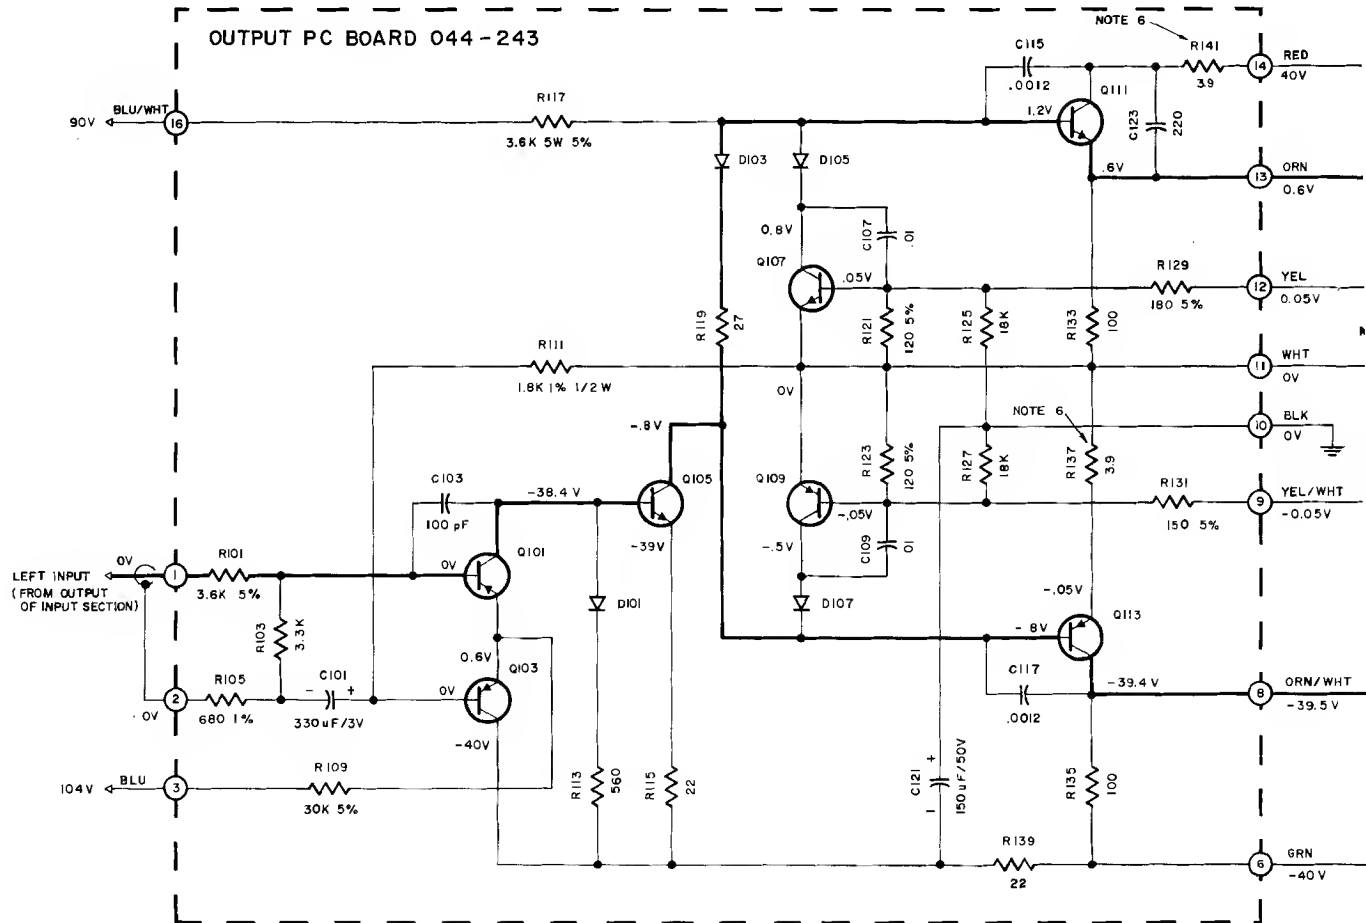 OUTPUT PC BOARD 044-243
NOTE 6
C115
.0012
R141
3.9
14
RED
40V
Q111
1.2V
C123
220
90V
BLU/WHT
16
R117
3.6K 5W 5%
D103
D105
.6V
13
ORN
0.6V
0.8V
C107
.01
Q107
.05V
R129
180 5%
12
YEL
0.05V
R119
27
R121
120 5%
R125
18K
R133
100
R111
1.8K 1% 1/2 W
0V
11
WHT
0V
NOTE 6
10
BLK
0V
-.8V
C103
100 pF
-38.4V
Q105
Q109
R123
120 5%
R127
18K
R137
3.9
-.05V
R131
150 5%
9
YEL/WHT
-0.05V
-39V
-.5V
C109
01
0V
1
R101
3.6K 5%
0V
Q101
LEFT INPUT
(FROM OUTPUT
OF INPUT SECTION)
D101
D107
-.05V
-.8V
Q113
R103
3.3K
0.6V
Q103
C117
.0012
-39.4V
8
ORN/WHT
-39.5V
2
0V
R105
680 1%
C101
- +
330uF/3V
0V
-40V
104V
BLU
3
R109
30K 5%
R113
560
R115
22
C121
+
150uF/50V
R135
100
R139
22
6
GRN
-40V